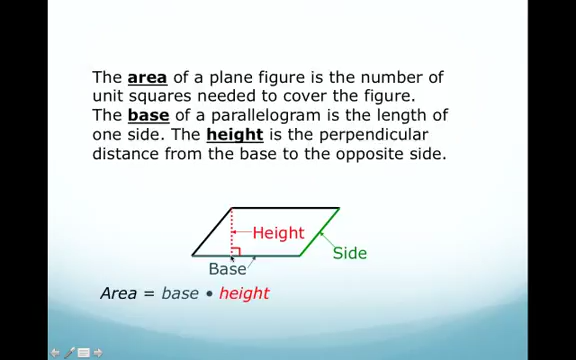 The area of a plane figure is the number of
unit squares needed to cover the figure.
The base of a parallelogram is the length of
one side. The height is the perpendicular
distance from the base to the opposite side.
Height
Side
Base
Area = base • height